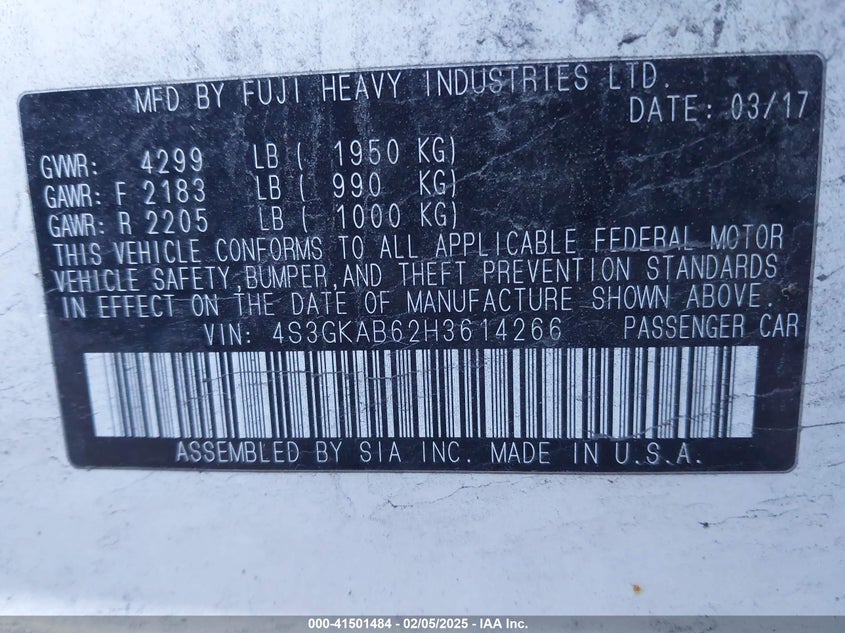 MFD BY FUJI HEAVY INDUSTRIES LTD.
DATE: 03/17
GVWR: 4299 LB ( 1950 KG)
GAWR: F 2183 LB ( 990 KG)
GAWR: R 2205 LB ( 1000 KG)
THIS VEHICLE CONFORMS TO ALL APPLICABLE FEDERAL MOTOR
VEHICLE SAFETY,BUMPER,AND THEFT PREVENTION STANDARDS
IN EFFECT ON THE DATE OF MANUFACTURE SHOWN ABOVE.
VIN: 4S3GKAB62H3614266 PASSENGER CAR
ASSEMBLED BY SIA INC. MADE IN U.S.A.
000-41501484 — 02/05/2025 — IAA Inc.